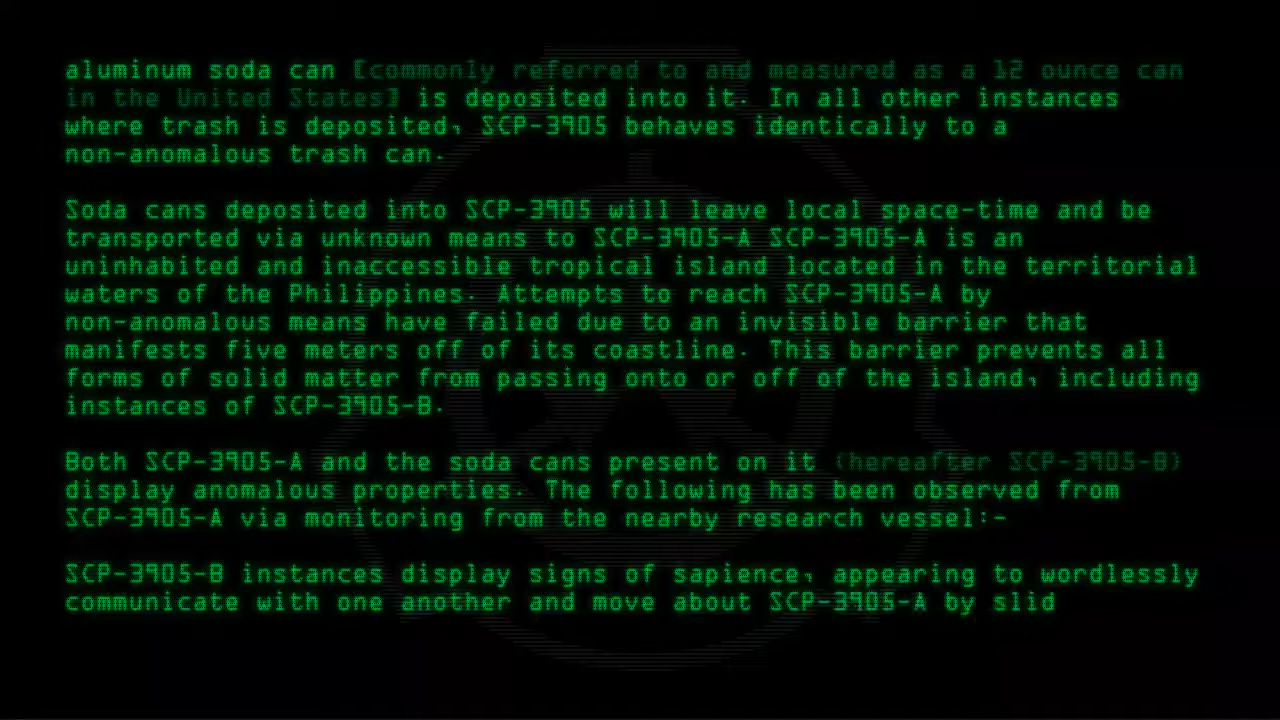 aluminum soda can [commonly referred to and measured as a 12 ounce can
in the United States] is deposited into it. In all other instances
where trash is deposited, SCP-3905 behaves identically to a
non-anomalous trash can.
Soda cans deposited into SCP-3905 will leave local space-time and be
transported via unknown means to SCP-3905-A SCP-3905-A is an
uninhabited and inaccessible tropical island located in the territorial
waters of the Philippines. Attempts to reach SCP-3905-A by
non-anomalous means have failed due to an invisible barrier that
manifests five meters off of its coastline. This barrier prevents all
forms of solid matter from passing onto or off of the island, including
instances of SCP-3905-B.
Both SCP-3905-A and the soda cans present on it (hereafter SCP-3905-B)
display anomalous properties. The following has been observed from
SCP-3905-A via monitoring from the nearby research vessel:-
SCP-3905-B instances display signs of sapience, appearing to wordlessly
communicate with one another and move about SCP-3905-A by slid